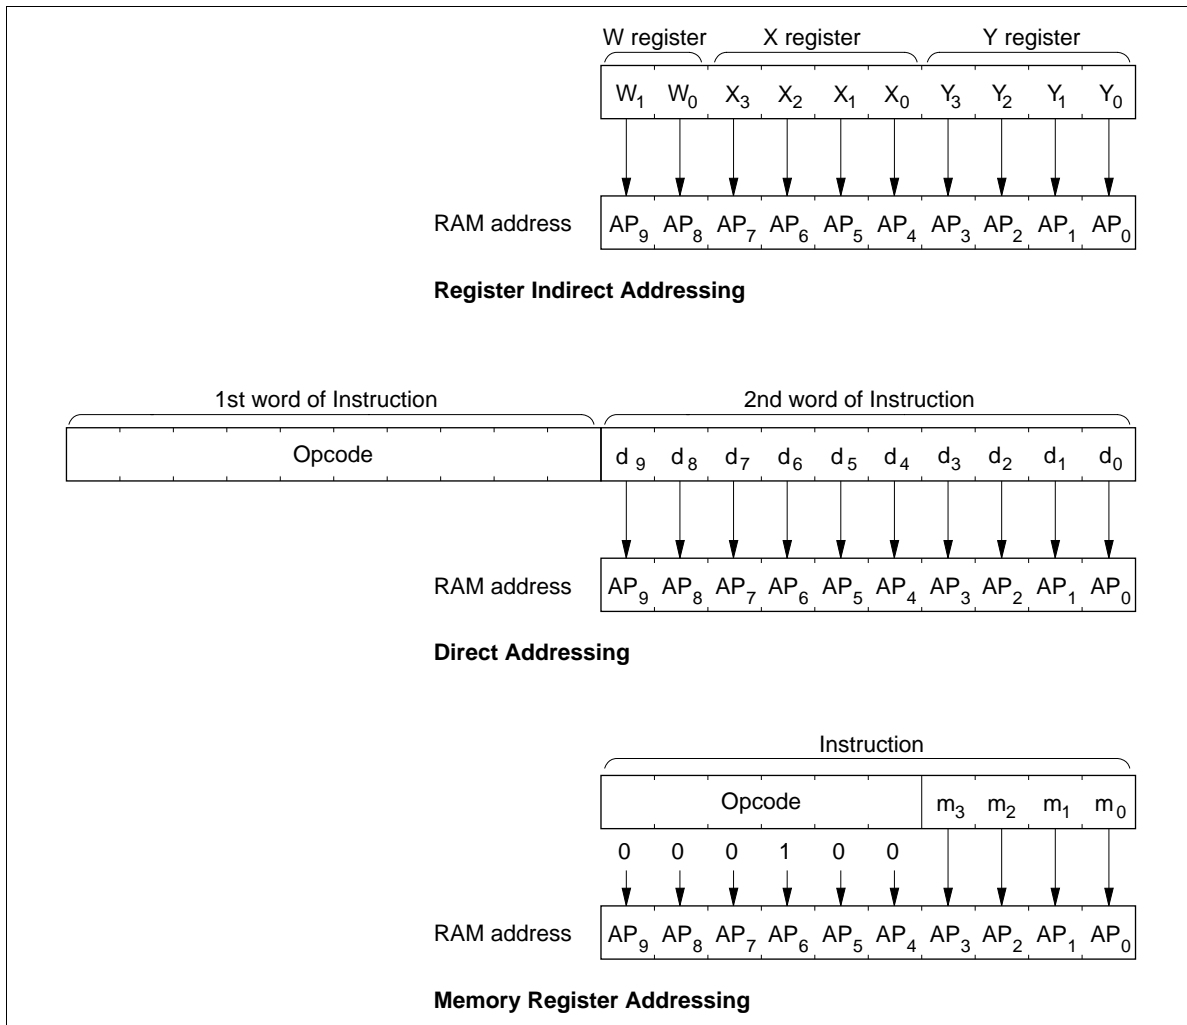 W register X register Y register
W1 W0 X3 X2 X1 X0 Y3 Y2 Y1 Y0
RAM address AP9 AP8 AP7 AP6 AP5 AP4 AP3 AP2 AP1 AP0
Register Indirect Addressing
1st word of Instruction 2nd word of Instruction
Opcode d9 d8 d7 d6 d5 d4 d3 d2 d1 d0
RAM address AP9 AP8 AP7 AP6 AP5 AP4 AP3 AP2 AP1 AP0
Direct Addressing
Instruction
Opcode m3 m2 m1 m0
0 0 0 1 0 0
RAM address AP9 AP8 AP7 AP6 AP5 AP4 AP3 AP2 AP1 AP0
Memory Register Addressing